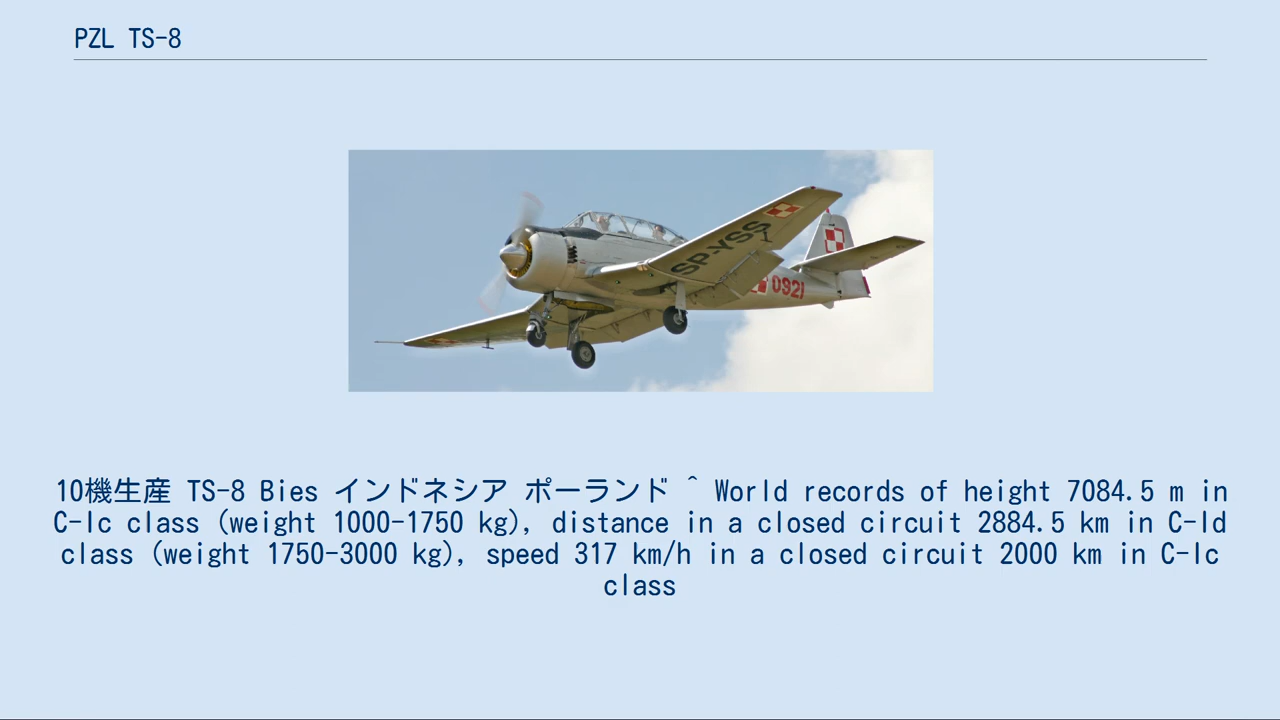 PZL TS-8
SP-YSS
0921
10機生産 TS-8 Bies インドネシア ポーランド ^ World records of height 7084.5 m in
C-Ic class (weight 1000-1750 kg), distance in a closed circuit 2884.5 km in C-Id
class (weight 1750-3000 kg), speed 317 km/h in a closed circuit 2000 km in C-Ic
class